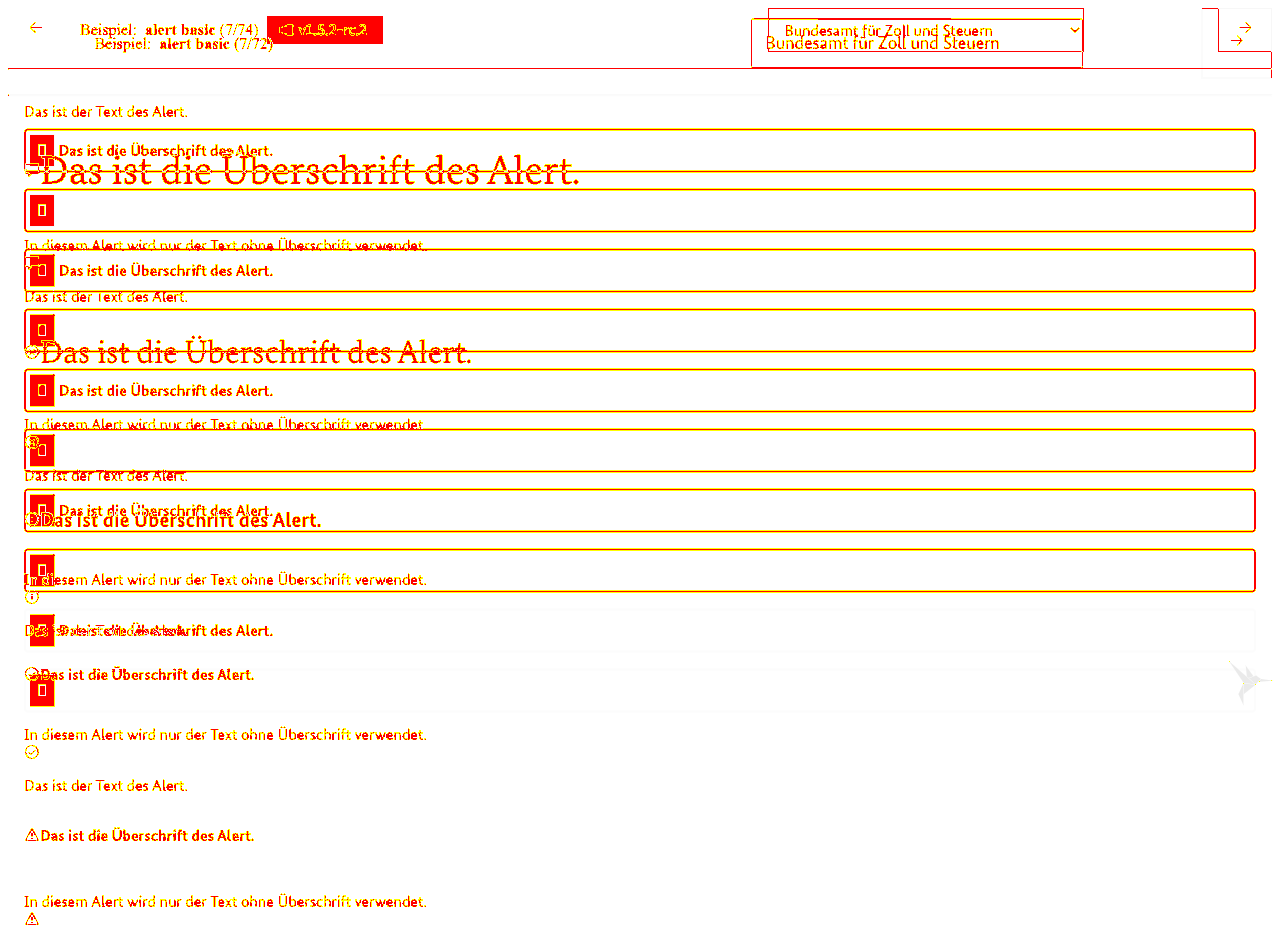 Beispiel: alert basic (7/74) v1.5.2-rc.2 Bundesamt für Zoll und Steuern
Beispiel: alert basic (7/72) Bundesamt für Zoll und Steuern
Das ist der Text des Alert.
Das ist die Überschrift des Alert.
Das ist die Überschrift des Alert.
In diesem Alert wird nur der Text ohne Überschrift verwendet.
Das ist die Überschrift des Alert.
Das ist der Text des Alert.
Das ist die Überschrift des Alert.
Das ist die Überschrift des Alert.
In diesem Alert wird nur der Text ohne Überschrift verwendet.
Das ist der Text des Alert.
Das ist die Überschrift des Alert.
Das ist die Überschrift des Alert.
In diesem Alert wird nur der Text ohne Überschrift verwendet.
Das ist die Überschrift des Alert.
Das ist die Überschrift des Alert.
In diesem Alert wird nur der Text ohne Überschrift verwendet.
Das ist der Text des Alert.
Das ist die Überschrift des Alert.
In diesem Alert wird nur der Text ohne Überschrift verwendet.